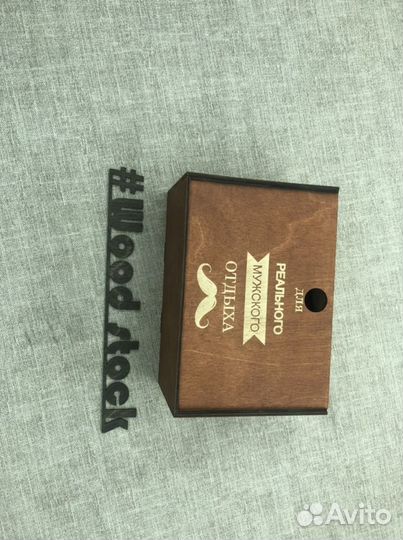 #Wood stock
ДЛЯ
РЕАЛЬНОГО
МУЖСКОГО
ОТДЫХА
Avito